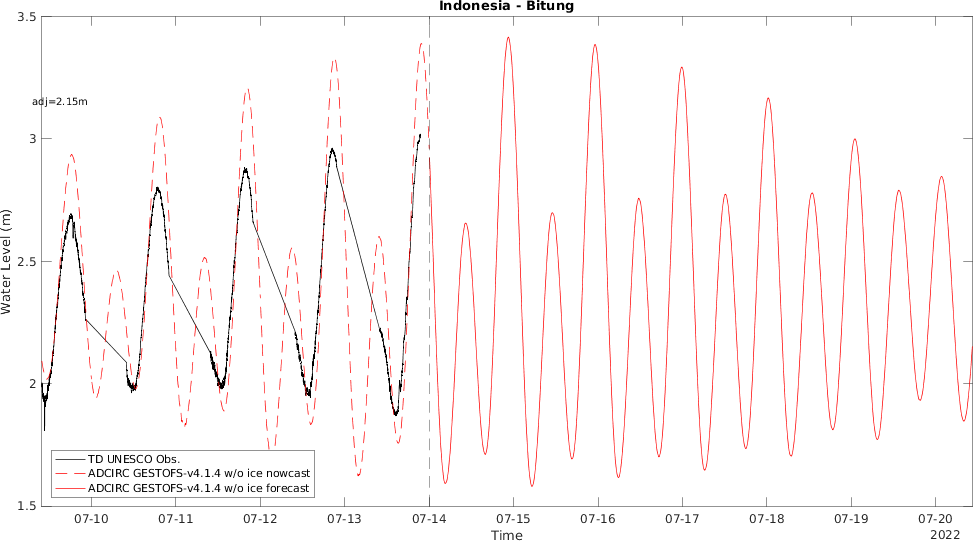 Indonesia - Bitung
3.5
adj=2.15m
3
2.5
2
1.5
Water Level (m)
TD UNESCO Obs.
ADCIRC GESTOFS-v4.1.4 w/o ice nowcast
ADCIRC GESTOFS-v4.1.4 w/o ice forecast
07-10 07-11 07-12 07-13 07-14 07-15 07-16 07-17 07-18 07-19 07-20
2022
Time